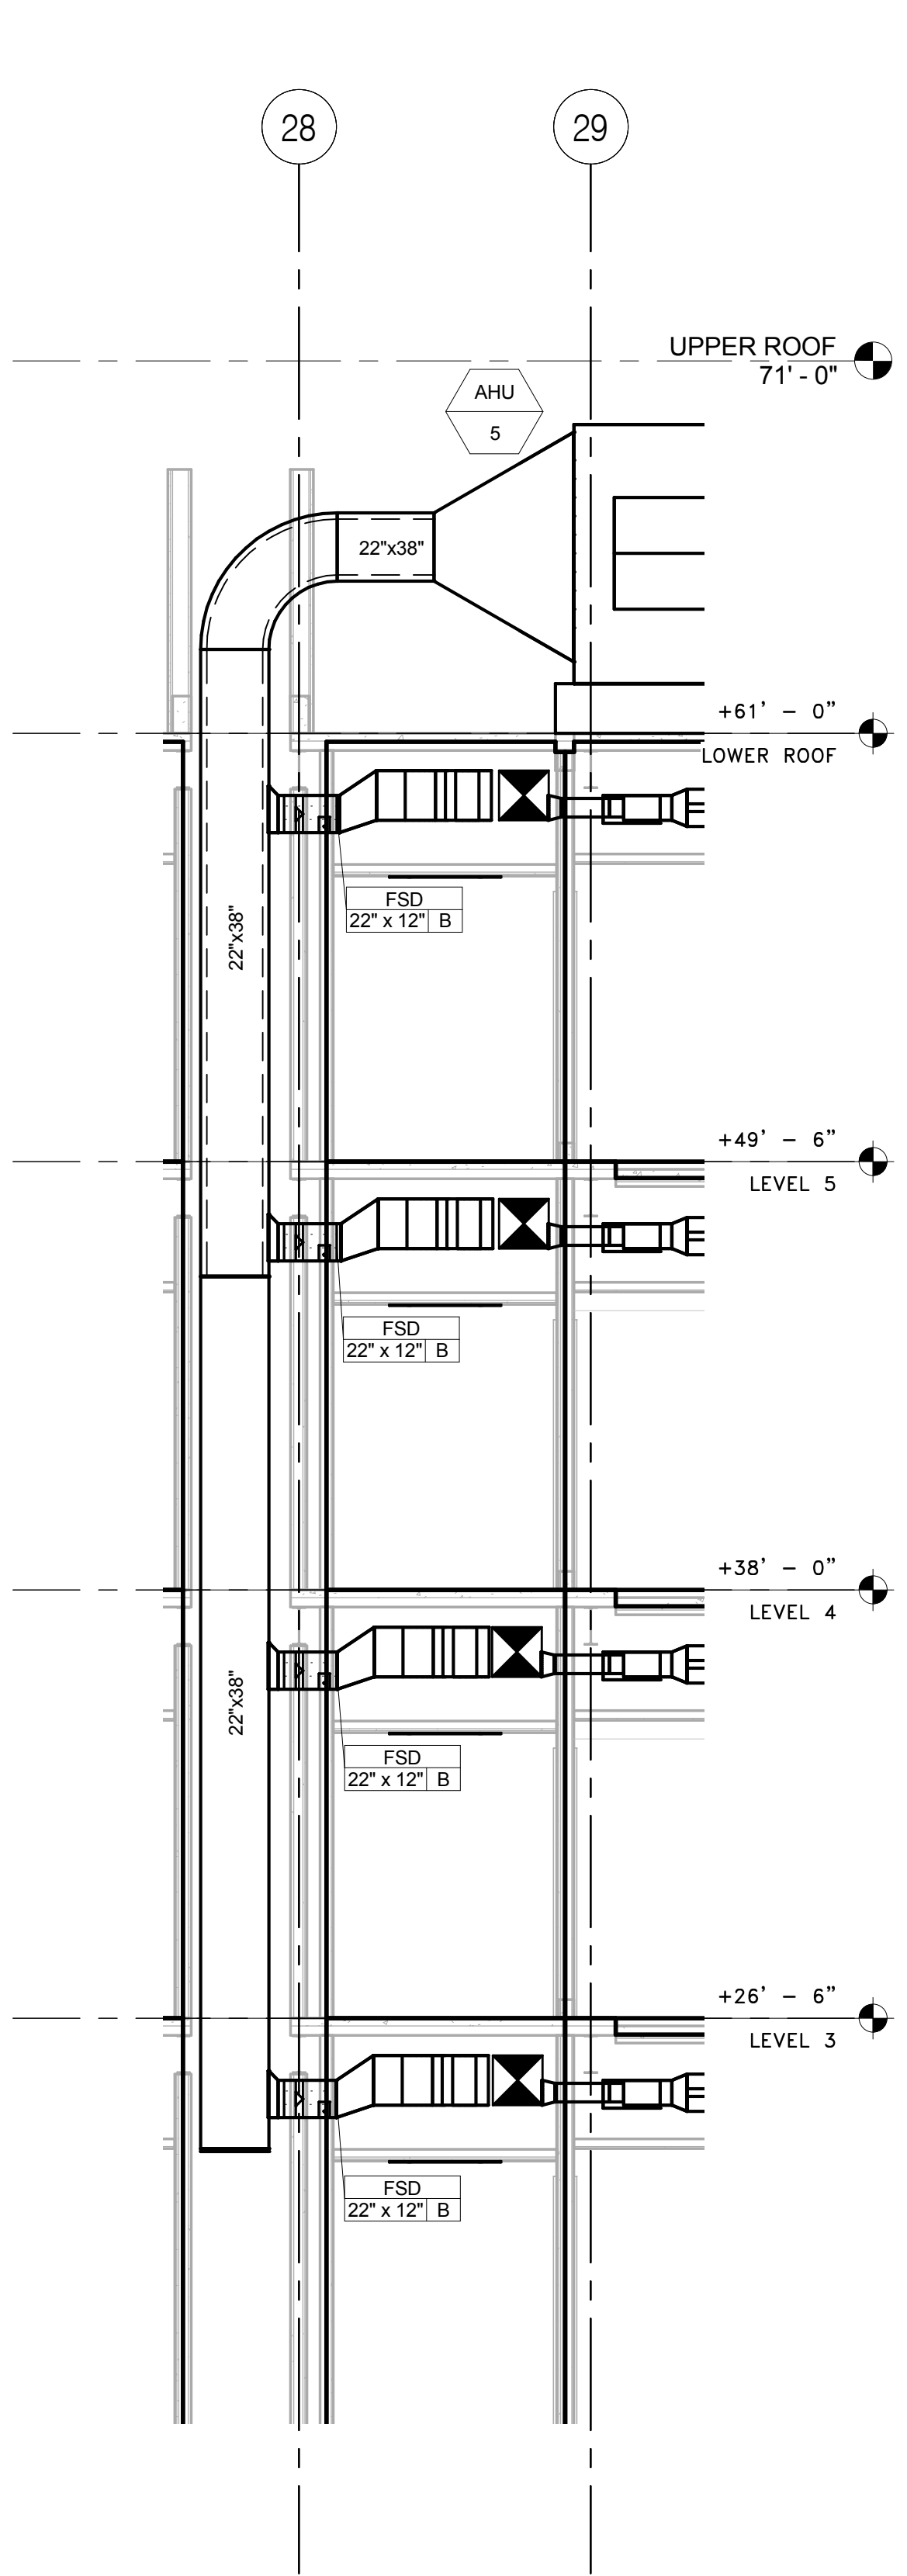 28
29
UPPER ROOF
71' - 0"
AHU
5
22"x38"
+61’ – 0”
LOWER ROOF
FSD
22" x 12" B
22"x38"
+49’ – 6”
LEVEL 5
FSD
22" x 12" B
+38’ – 0”
LEVEL 4
22"x38"
FSD
22" x 12" B
+26’ – 6”
LEVEL 3
FSD
22" x 12" B